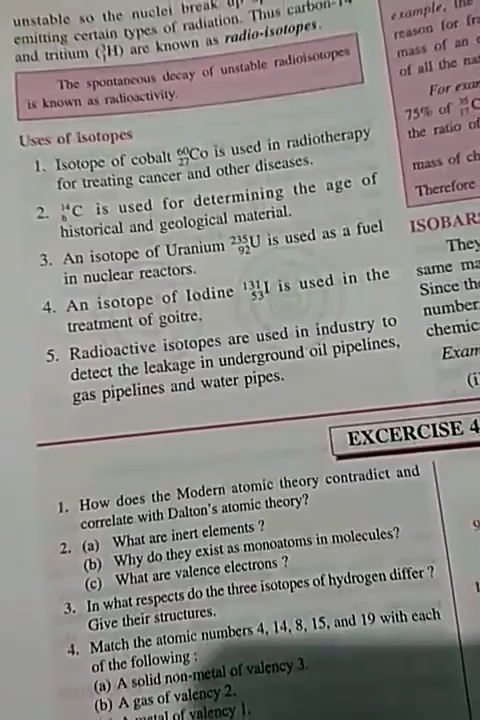 unstable so the nuclei break up
emitting certain types of radiation. Thus carbon-14
and tritium (³₁H) are known as radio-isotopes.
The spontaneous decay of unstable radioisotopes
is known as radioactivity.
Uses of Isotopes
1. Isotope of cobalt ⁶⁰₂₇Co is used in radiotherapy
for treating cancer and other diseases.
2. ¹⁴₆C is used for determining the age of
historical and geological material.
3. An isotope of Uranium ²³⁵₉₂U is used as a fuel
in nuclear reactors.
4. An isotope of Iodine ¹³¹₅₃I is used in the
treatment of goitre.
5. Radioactive isotopes are used in industry to
detect the leakage in underground oil pipelines,
gas pipelines and water pipes.
example, the
reason for fra
mass of an
of all the na
For exam
75% of ³⁵₁₇C
the ratio of
mass of ch
Therefore
ISOBARS
They
same ma
Since the
number
chemic
Exam
(i
EXCERCISE 4
1. How does the Modern atomic theory contradict and
correlate with Dalton's atomic theory?
2. (a) What are inert elements ?
(b) Why do they exist as monoatoms in molecules?
(c) What are valence electrons ?
3. In what respects do the three isotopes of hydrogen differ ?
Give their structures.
4. Match the atomic numbers 4, 14, 8, 15, and 19 with each
of the following :
(a) A solid non-metal of valency 3.
(b) A gas of valency 2.
A metal of valency 1.